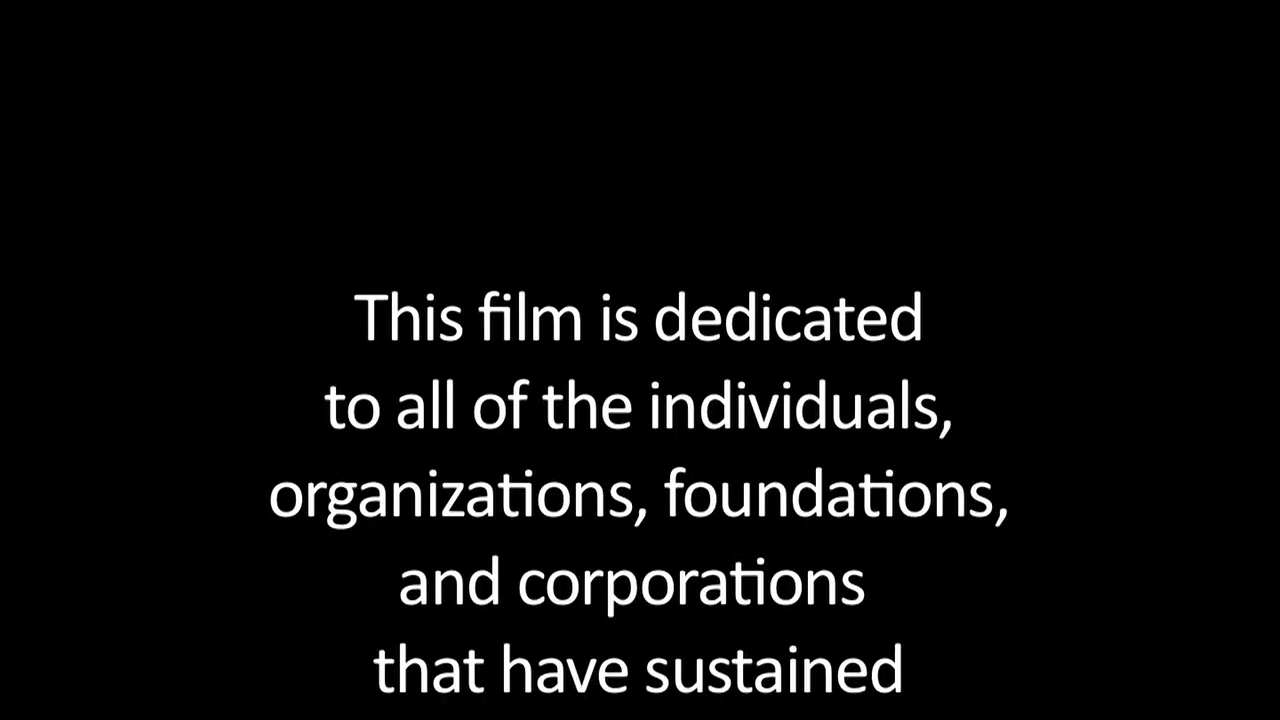 This film is dedicated
to all of the individuals,
organizations, foundations,
and corporations
that have sustained